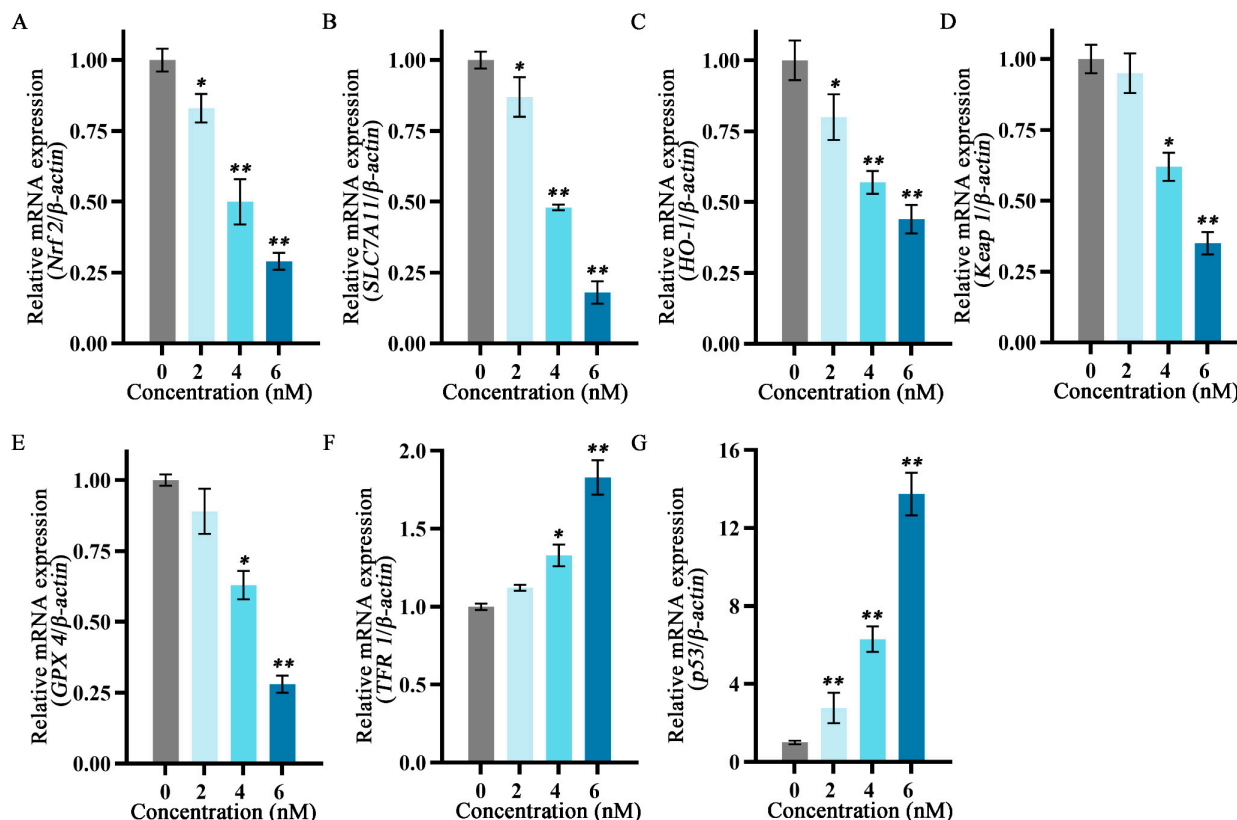 A
Relative mRNA expression
(Nrf 2/β-actin)
1.00
0.75
0.50
0.25
0.00
*
**
**
0 2 4 6
Concentration (nM)
B
Relative mRNA expression
(SLC7A11/β-actin)
1.00
0.75
0.50
0.25
0.00
*
**
**
0 2 4 6
Concentration (nM)
C
Relative mRNA expression
(HO-1/β-actin)
1.00
0.75
0.50
0.25
0.00
*
**
**
0 2 4 6
Concentration (nM)
D
Relative mRNA expression
(Keap 1/β-actin)
1.00
0.75
0.50
0.25
0.00
*
**
0 2 4 6
Concentration (nM)
E
Relative mRNA expression
(GPX 4/β-actin)
1.00
0.75
0.50
0.25
0.00
*
**
0 2 4 6
Concentration (nM)
F
Relative mRNA expression
(TFR 1/β-actin)
2.0
1.5
1.0
0.5
0.0
*
**
0 2 4 6
Concentration (nM)
G
Relative mRNA expression
(p53/β-actin)
16
12
8
4
0
**
**
**
0 2 4 6
Concentration (nM)